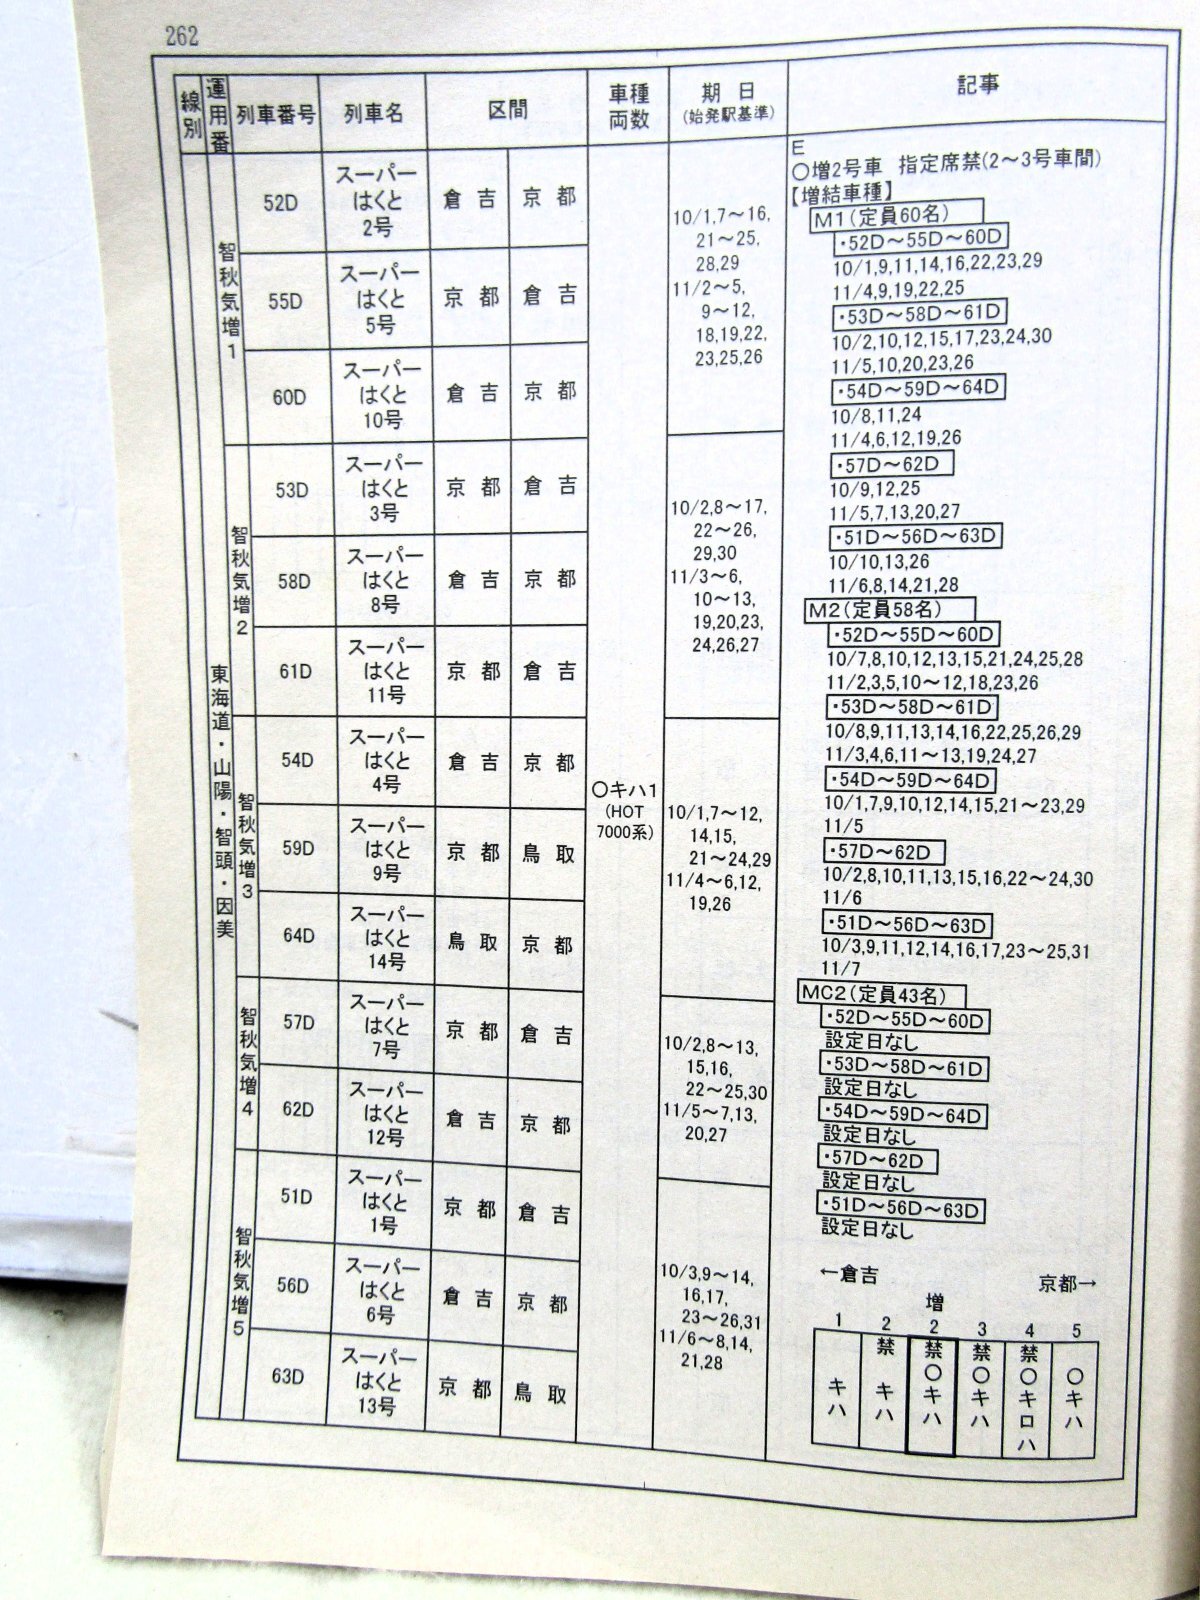 262
線別
運用番
列車番号
列車名
区間
車種両数
期日
(始発駅基準)
記事
東海道・山陽・智頭・因美
智秋気増1
52D スーパーはくと2号 倉吉 京都
55D スーパーはくと5号 京都 倉吉
60D スーパーはくと10号 倉吉 京都
10/1,7～16,
21～25,
28,29
11/2～5,
9～12,
18,19,22,
23,25,26
智秋気増2
53D スーパーはくと3号 京都 倉吉
58D スーパーはくと8号 倉吉 京都
61D スーパーはくと11号 京都 倉吉
10/2,8～17,
22～26,
29,30
11/3～6,
10～13,
19,20,23,
24,26,27
智秋気増3
54D スーパーはくと4号 倉吉 京都
59D スーパーはくと9号 京都 鳥取
64D スーパーはくと14号 鳥取 京都
10/1,7～12,
14,15,
21～24,29
11/4～6,12,
19,26
智秋気増4
57D スーパーはくと7号 京都 倉吉
62D スーパーはくと12号 倉吉 京都
10/2,8～13,
15,16,
22～25,30
11/5～7,13,
20,27
智秋気増5
51D スーパーはくと1号 京都 倉吉
56D スーパーはくと6号 倉吉 京都
63D スーパーはくと13号 京都 鳥取
10/3,9～14,
16,17,
23～26,31
11/6～8,14,
21,28
○キハ1
(HOT
7000系)
E
○増2号車 指定席禁(2～3号車間)
【増結車種】
M1(定員60名)
・52D～55D～60D
10/1,9,11,14,16,22,23,29
11/4,9,19,22,25
・53D～58D～61D
10/2,10,12,15,17,23,24,30
11/5,10,20,23,26
・54D～59D～64D
10/8,11,24
11/4,6,12,19,26
・57D～62D
10/9,12,25
11/5,7,13,20,27
・51D～56D～63D
10/10,13,26
11/6,8,14,21,28
M2(定員58名)
・52D～55D～60D
10/7,8,10,12,13,15,21,24,25,28
11/2,3,5,10～12,18,23,26
・53D～58D～61D
10/8,9,11,13,14,16,22,25,26,29
11/3,4,6,11～13,19,24,27
・54D～59D～64D
10/1,7,9,10,12,14,15,21～23,29
11/5
・57D～62D
10/2,8,10,11,13,15,16,22～24,30
11/6
・51D～56D～63D
10/3,9,11,12,14,16,17,23～25,31
11/7
MC2(定員43名)
・52D～55D～60D
設定日なし
・53D～58D～61D
設定日なし
・54D～59D～64D
設定日なし
・57D～62D
設定日なし
・51D～56D～63D
設定日なし
←倉吉 京都→
増
1 2 2 3 4 5
キハ
禁 キハ
禁○キハ
禁○キハ
禁○キロハ
○キハ